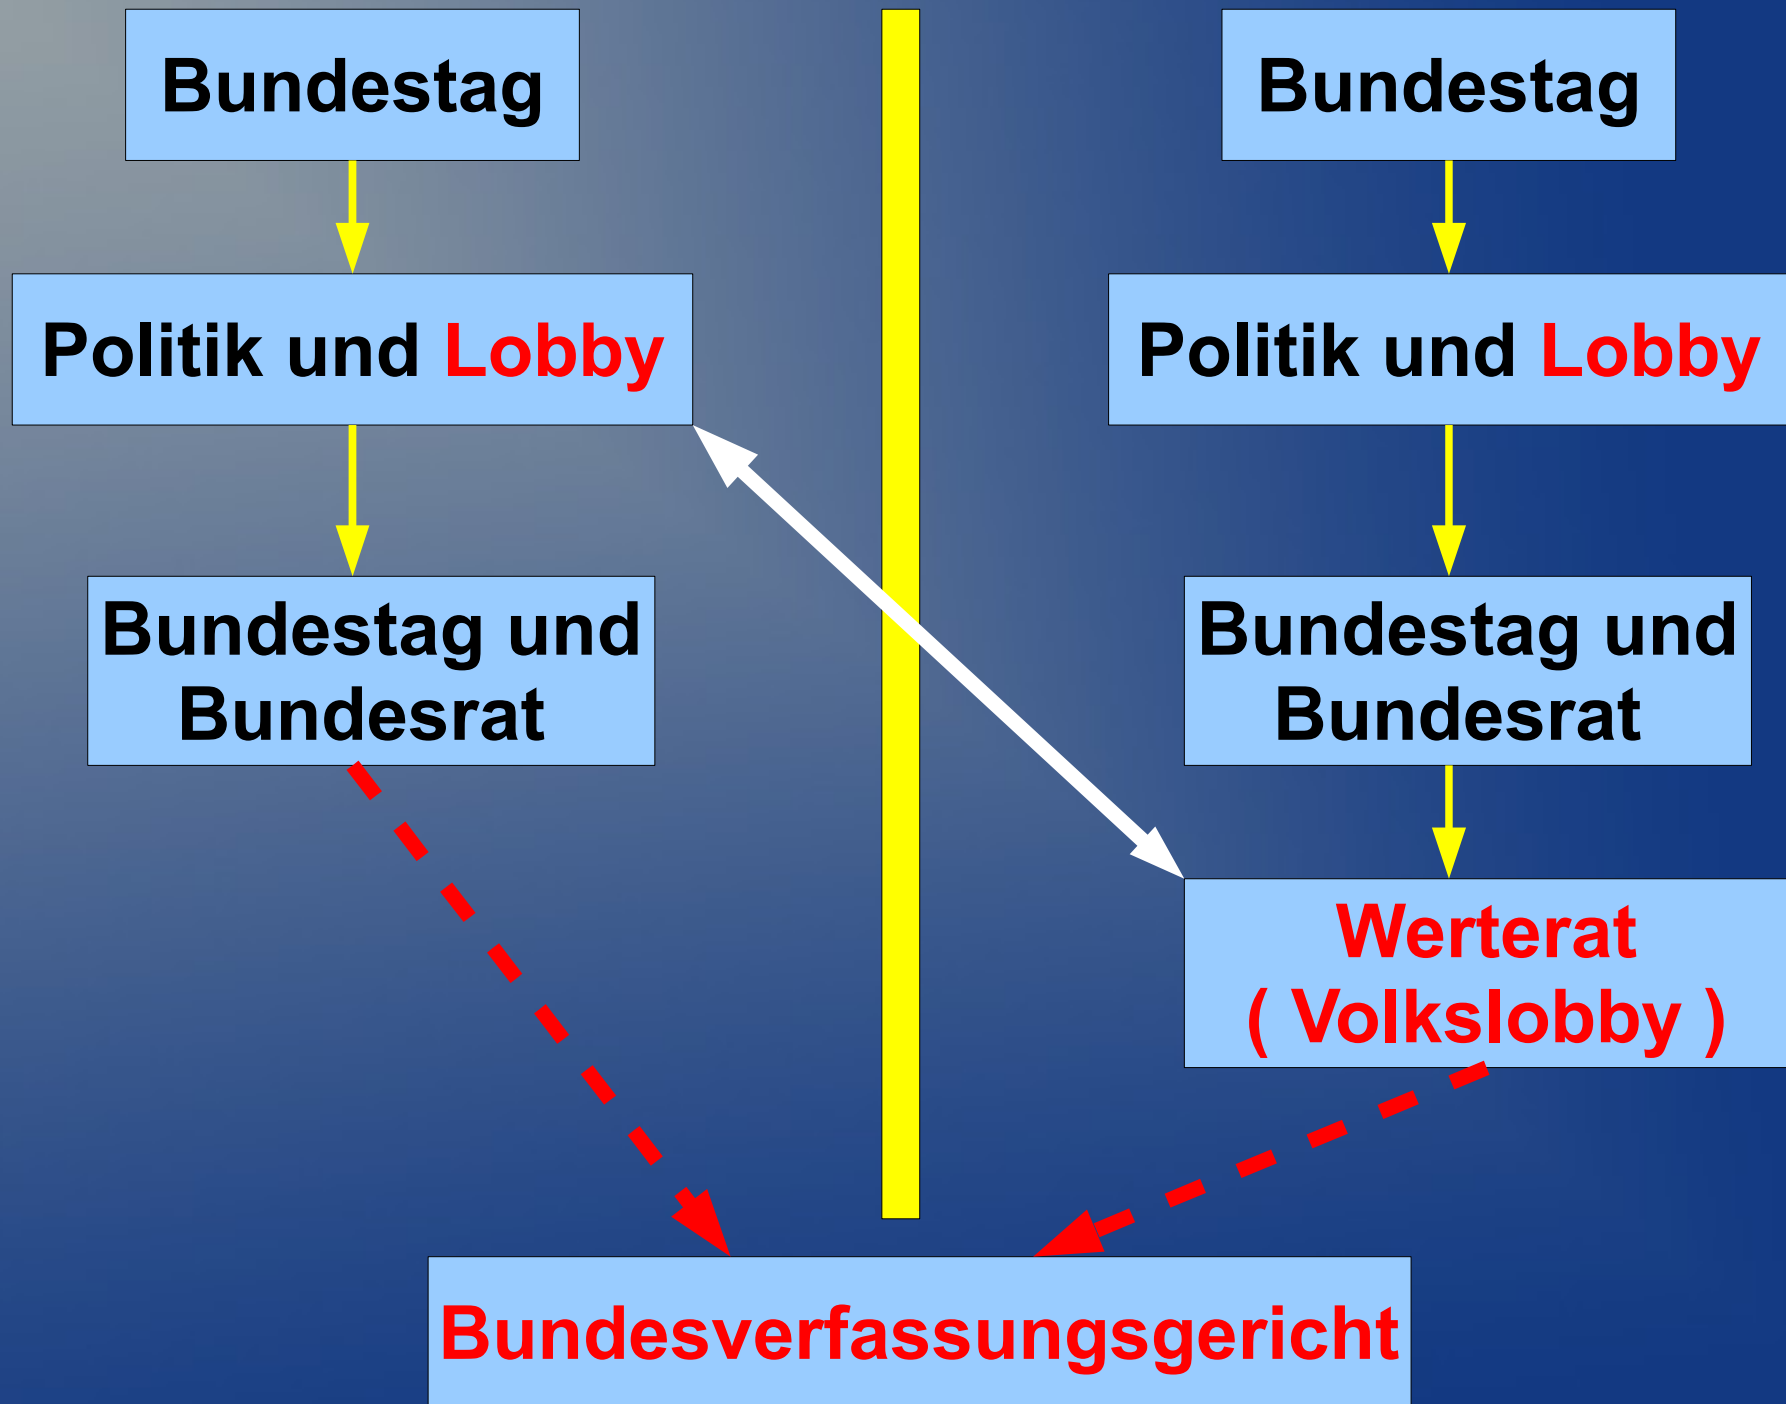 Bundestag
Politik und Lobby
Bundestag und
Bundesrat
Bundestag
Politik und Lobby
Bundestag und
Bundesrat
Werterat
( Volkslobby )
Bundesverfassungsgericht